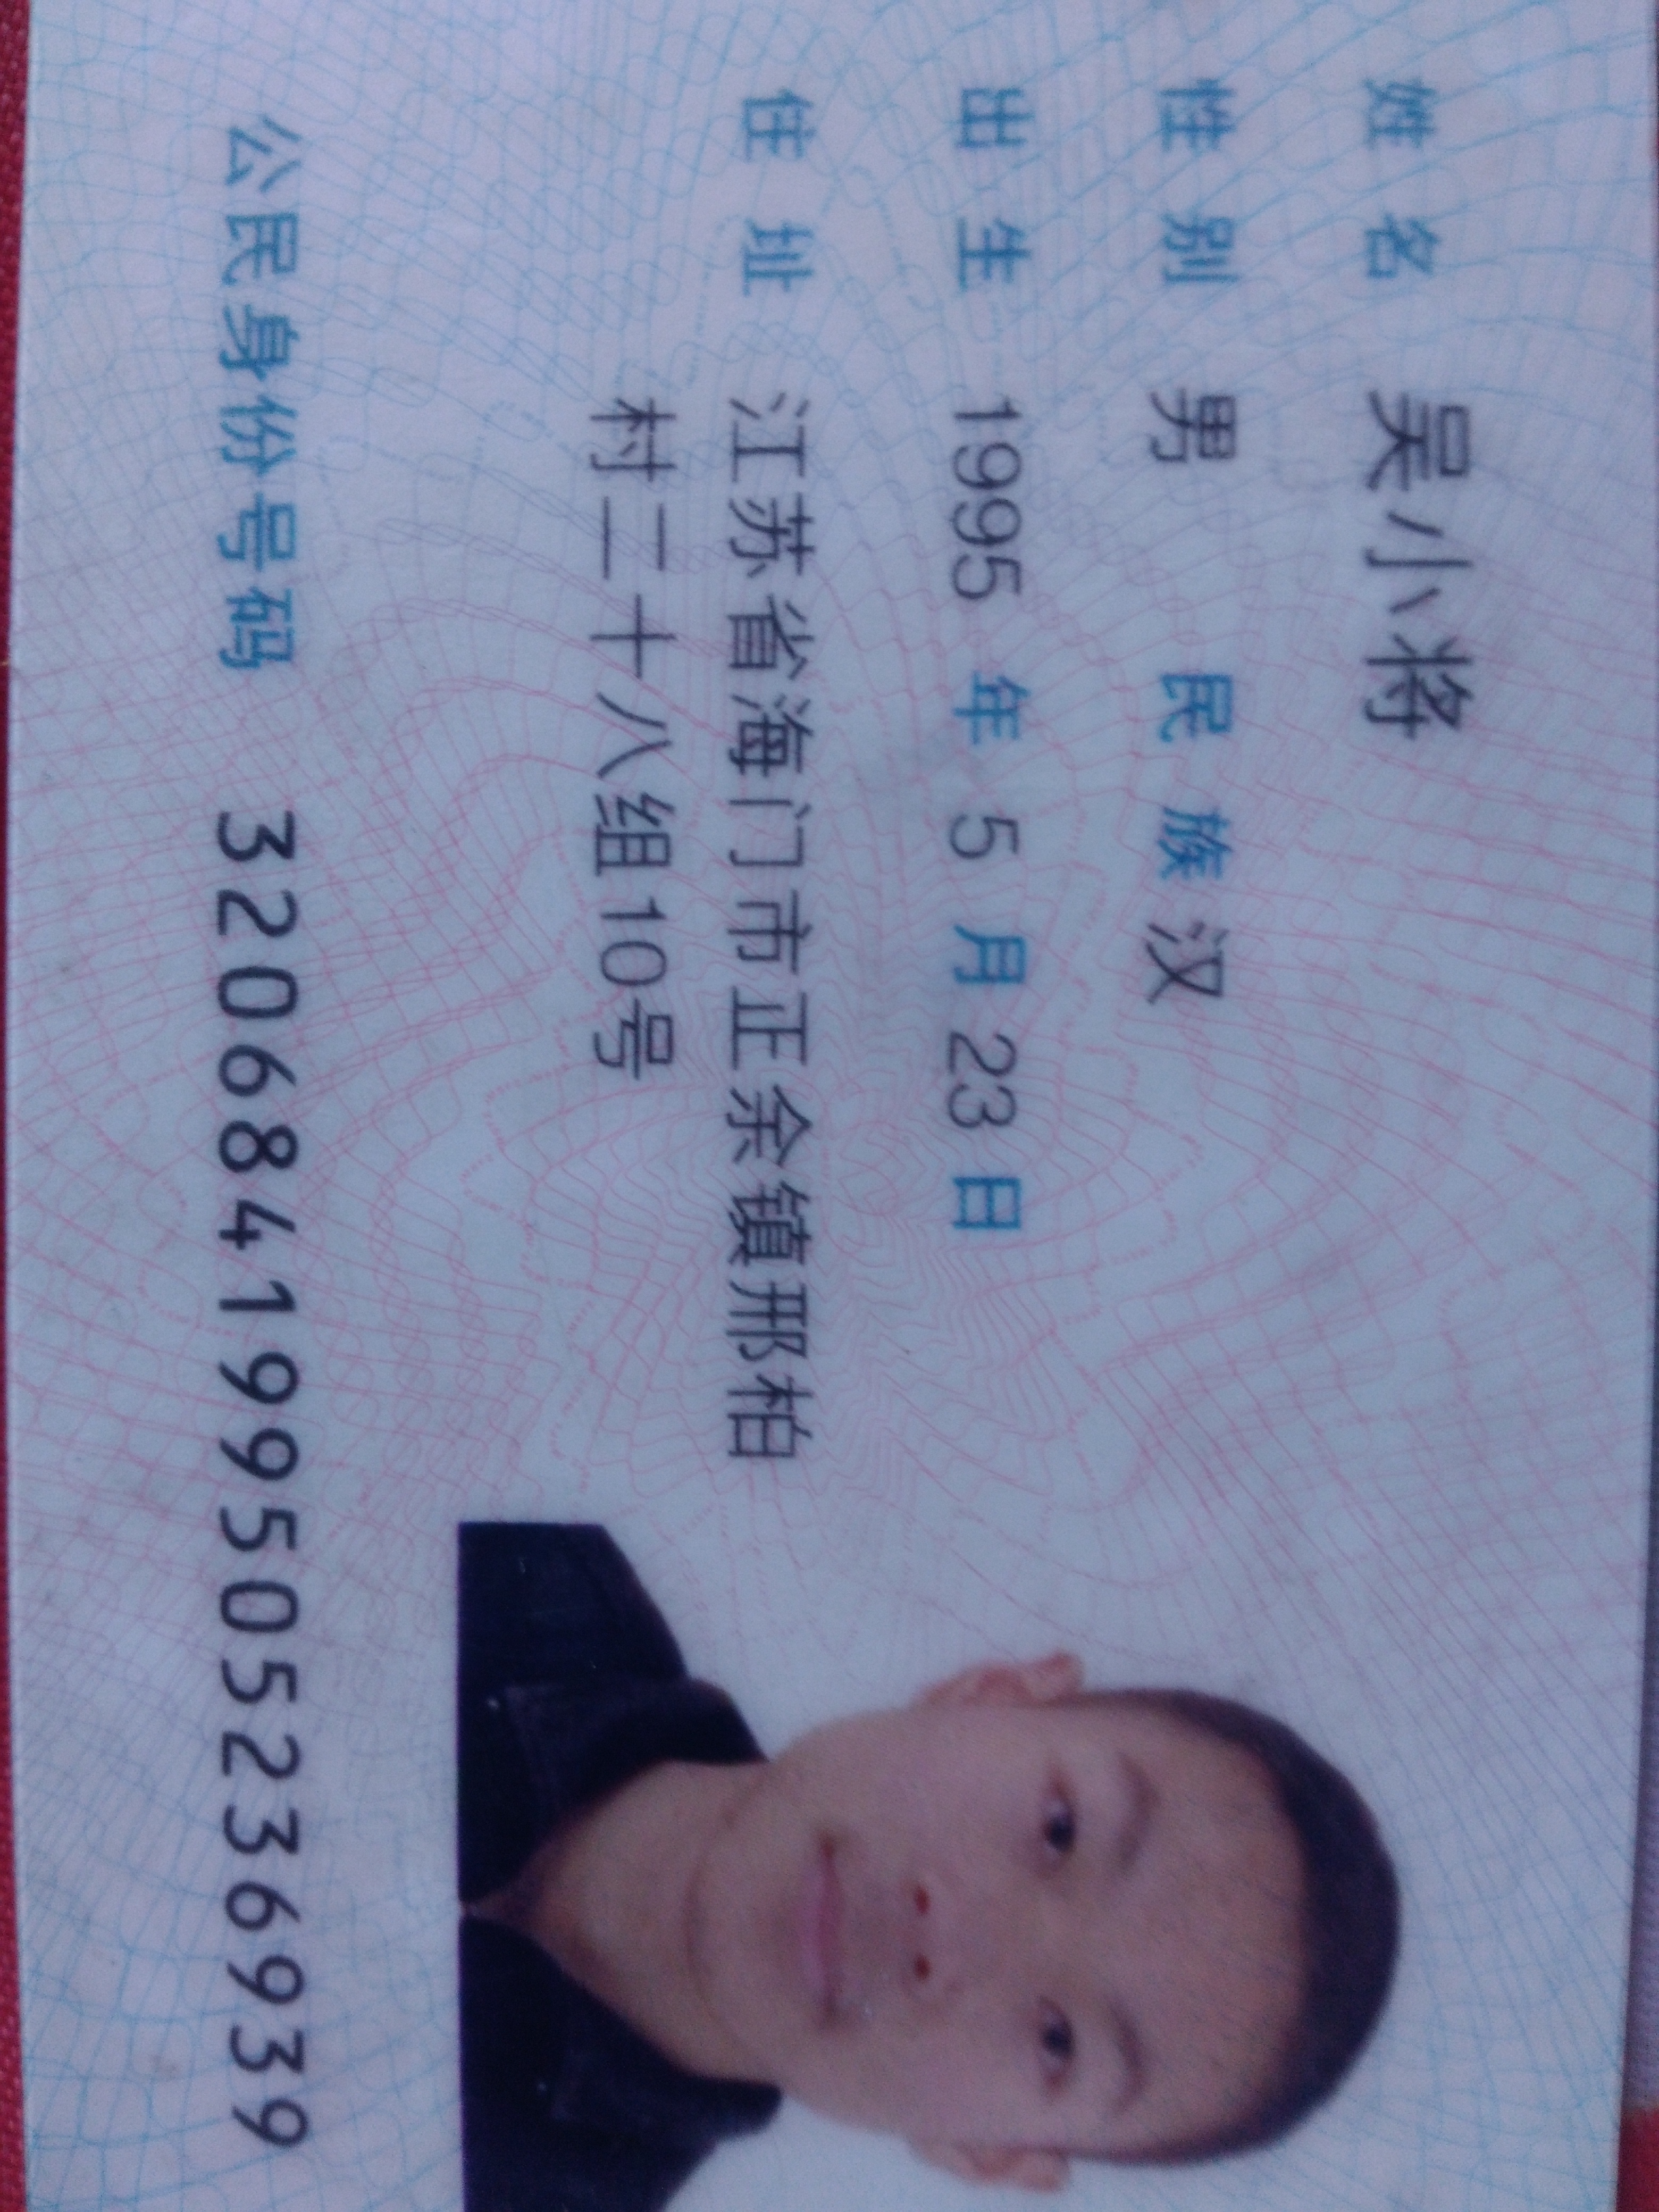 姓名 吴小将
性别 男 民族 汉
出生 1995 年 5 月 23 日
住址 江苏省海门市正余镇邢柏
村二十八组10号
公民身份号码 320684199505236939